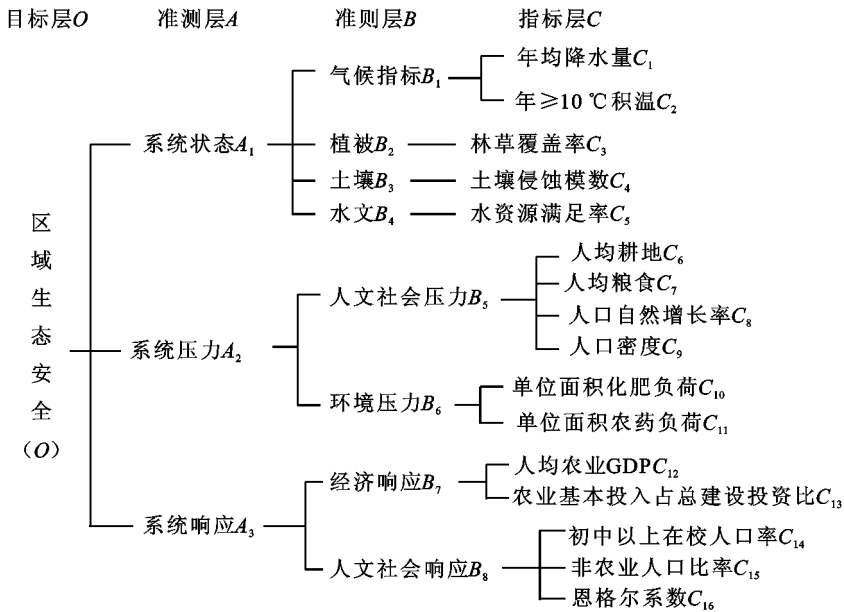 目标层O 准测层A 准则层B 指标层C
区域生态安全(O)
系统状态A₁
气候指标B₁
年均降水量C₁
年≥10 ℃积温C₂
植被B₂
林草覆盖率C₃
土壤B₃
土壤侵蚀模数C₄
水文B₄
水资源满足率C₅
系统压力A₂
人文社会压力B₅
人均耕地C₆
人均粮食C₇
人口自然增长率C₈
人口密度C₉
环境压力B₆
单位面积化肥负荷C₁₀
单位面积农药负荷C₁₁
系统响应A₃
经济响应B₇
人均农业GDPC₁₂
农业基本投入占总建设投资比C₁₃
人文社会响应B₈
初中以上在校人口率C₁₄
非农业人口比率C₁₅
恩格尔系数C₁₆